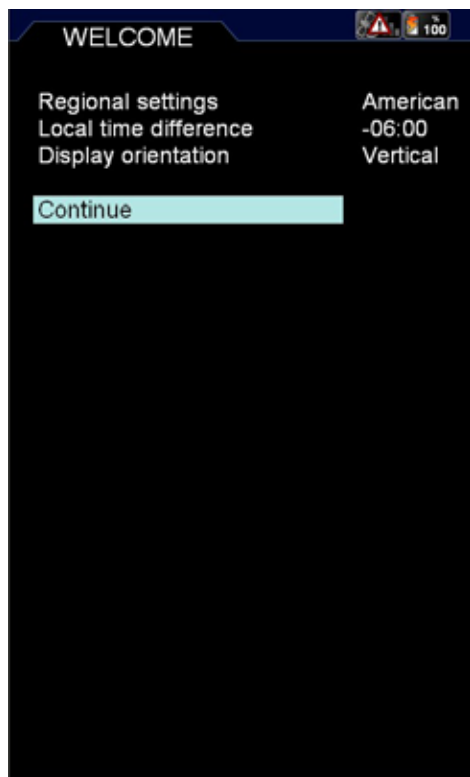 WELCOME
%
100
Regional settings American
Local time difference -06:00
Display orientation Vertical
Continue